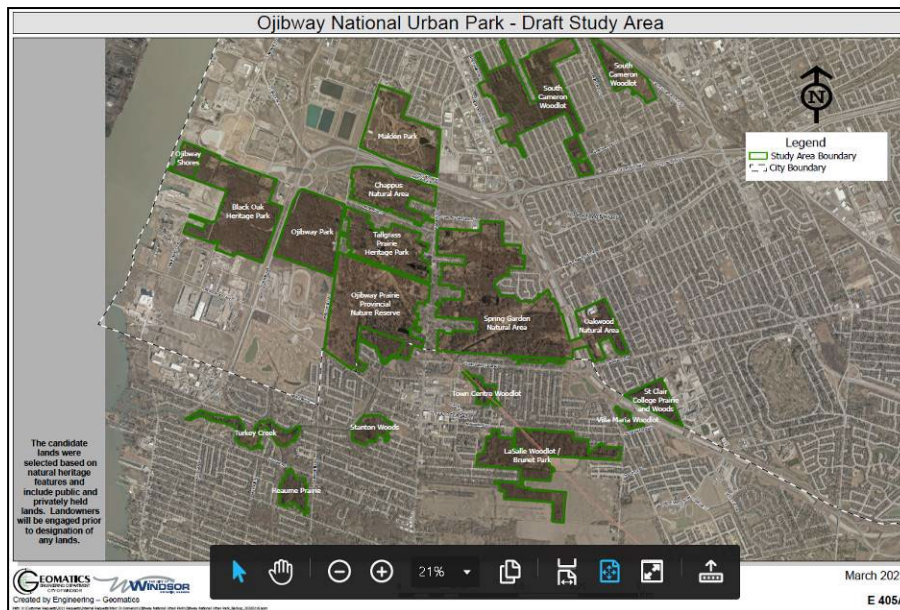 Ojibway National Urban Park - Draft Study Area
South
Cameron
Woodlot
South
Cameron
Woodlot
N
Legend
Study Area Boundary
City Boundary
Malden Park
Ojibway
Shores
Chappus
Natural Area
Black Oak
Heritage Park
Ojibway Park
Tallgrass
Prairie
Heritage Park
Ojibway Prairie
Provincial
Nature Reserve
Spring Garden
Natural Area
Oakwood
Natural Area
Town Centre Woodlot
St Clair
College Prairie
and Woods
Villa Maria Woodlot
Turkey Creek
Stanton Woods
LaSalle Woodlot /
Brunet Park
Reaume Prairie
The candidate
lands were
selected based on
natural heritage
features and
include public and
privately held
lands. Landowners
will be engaged prior
to designation of
any lands.
21%
GEOMATICS
ENGINEERING DEPARTMENT
CITY OF WINDSOR
WINDSOR
Created by Engineering – Geomatics
March 202
E 405/